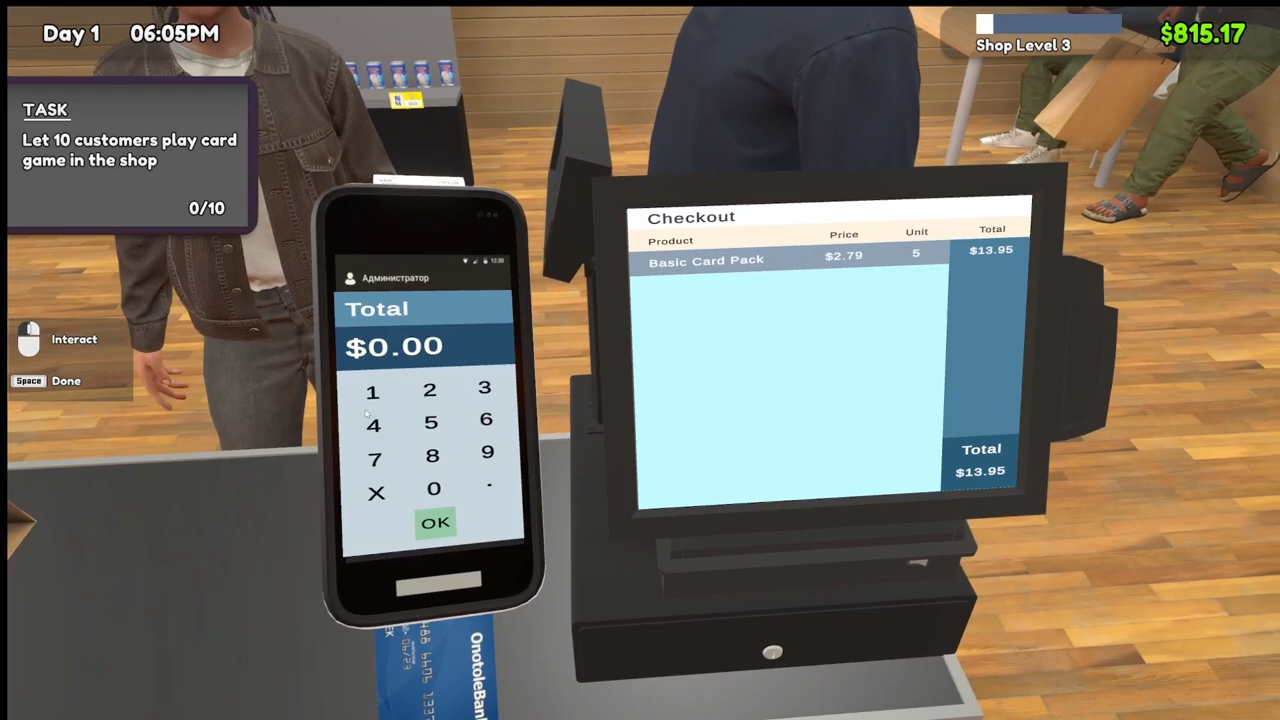 Day 1 06:05PM
Shop Level 3
$815.17
TASK
Let 10 customers play card
game in the shop
0/10
Interact
Space Done
12:30
Администратор
Total
$0.00
1 2 3
4 5 6
7 8 9
X 0 .
OK
Checkout
Product Price Unit Total
Basic Card Pack $2.79 5 $13.95
Total
$13.95
OnotoleBank